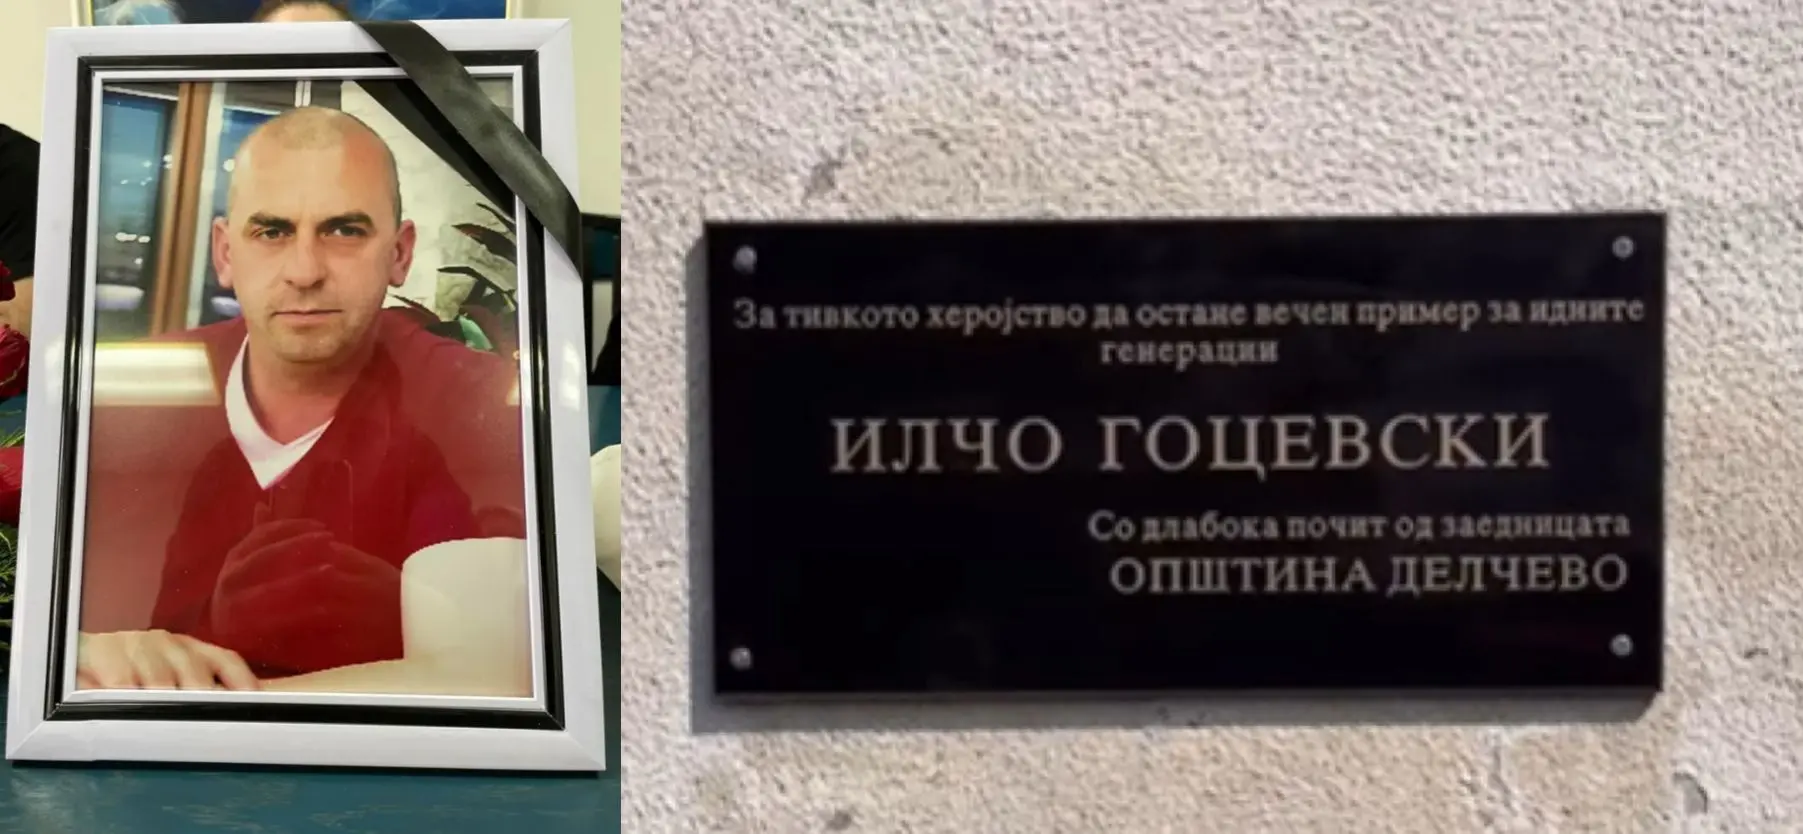 За тивкото херојство да остане вечен пример за идните
генерации
ИЛЧО ГОЦЕВСКИ
Со длабока почит од заедницата
ОПШТИНА ДЕЛЧЕВО